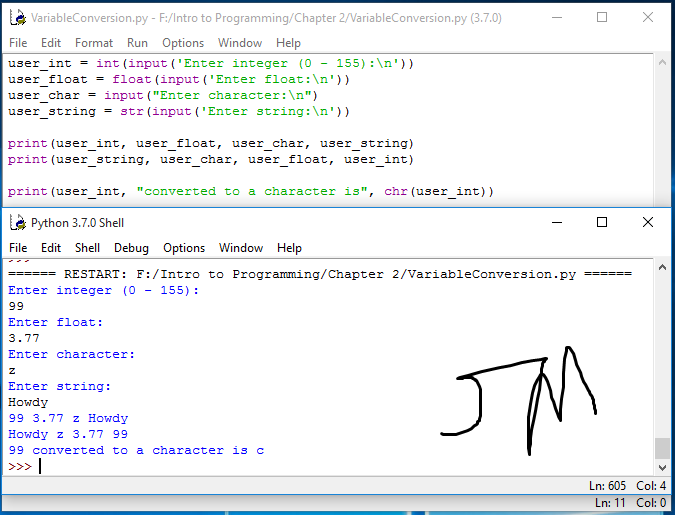 VariableConversion.py - F:/Intro to Programming/Chapter 2/VariableConversion.py (3.7.0)
File Edit Format Run Options Window Help
user_int = int(input('Enter integer (0 - 155):\n'))
user_float = float(input('Enter float:\n'))
user_char = input("Enter character:\n")
user_string = str(input('Enter string:\n'))
print(user_int, user_float, user_char, user_string)
print(user_string, user_char, user_float, user_int)
print(user_int, "converted to a character is", chr(user_int))
Python 3.7.0 Shell
File Edit Shell Debug Options Window Help
>>>
====== RESTART: F:/Intro to Programming/Chapter 2/VariableConversion.py ======
Enter integer (0 - 155):
99
Enter float:
3.77
Enter character:
z
Enter string:
Howdy
99 3.77 z Howdy
Howdy z 3.77 99
99 converted to a character is c
>>>
JM
Ln: 605 Col: 4
Ln: 11 Col: 0